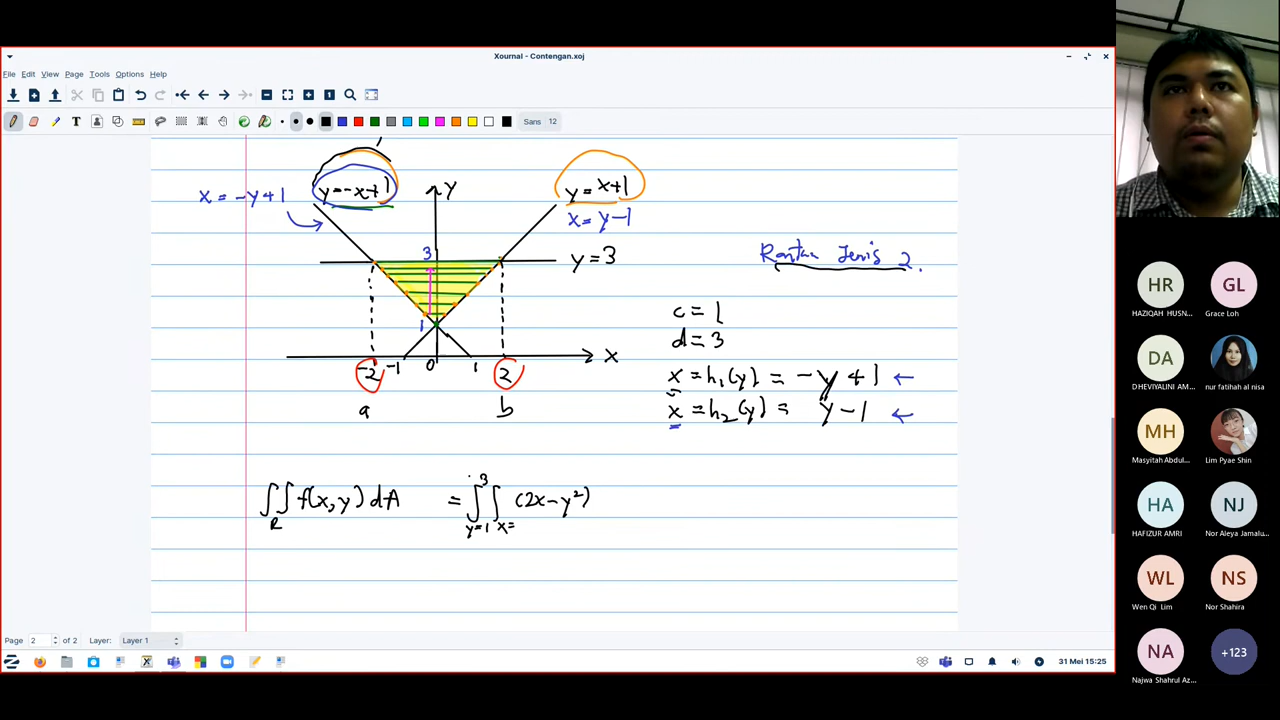 Xournal - Contengan.xoj
File Edit View Page Tools Options Help
Sans 12
x = -y+1
y=-x+1
y
y = x+1
x = y-1
3
y = 3
Rantau Jenis 2.
1
c = 1
d = 3
-2 -1 0 1 2 x
a b
x = h₁(y) = -y + 1 ←
x = h₂(y) = y - 1 ←
∬R f(x,y) dA = ∫y=1 3 ∫x= (2x - y²)
Page 2 of 2 Layer: Layer 1
31 Mei 15:25
HR
HAZIQAH HUSN...
GL
Grace Loh
DA
DHEVIYALINI AM...
nur fatihah al nisa
MH
Masyitah Abdul...
Lim Pyae Shin
HA
HAFIZUR AMRI
NJ
Nor Aleya Jamalu...
WL
Wen Qi Lim
NS
Nor Shahira
NA
Najwa Shahrul Az...
+123